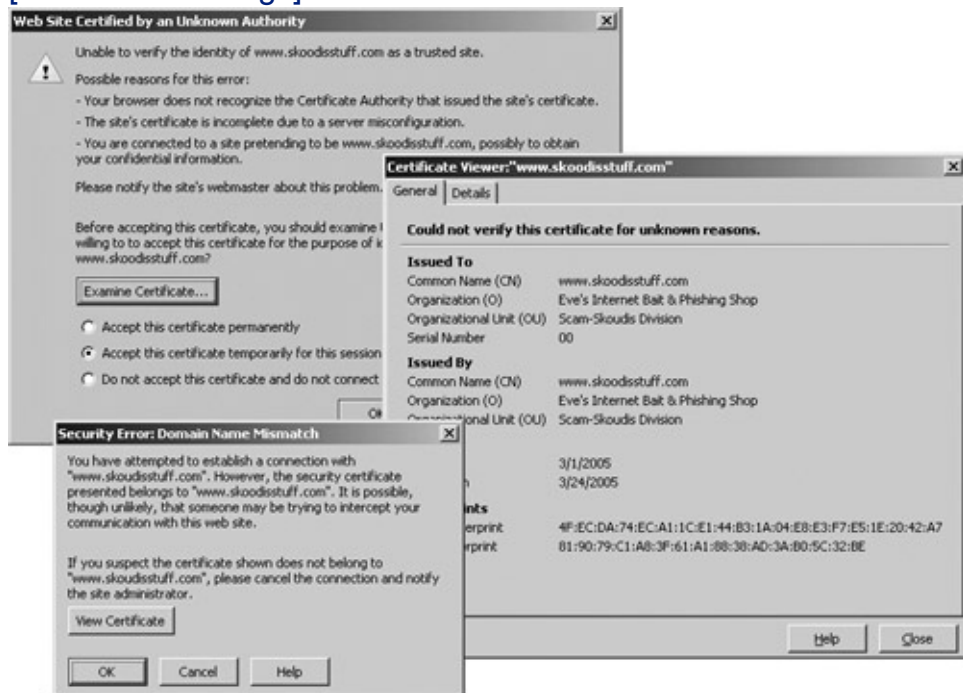 Web Site Certified by an Unknown Authority
Unable to verify the identity of www.skoodisstuff.com as a trusted site.
Possible reasons for this error:
- Your browser does not recognize the Certificate Authority that issued the site's certificate.
- The site's certificate is incomplete due to a server misconfiguration.
- You are connected to a site pretending to be www.skoodisstuff.com, possibly to obtain
your confidential information.
Please notify the site's webmaster about this problem.
Before accepting this certificate, you should examine
willing to to accept this certificate for the purpose of
www.skoodisstuff.com?
Examine Certificate...
Accept this certificate permanently
Accept this certificate temporarily for this session
Do not accept this certificate and do not connect
Certificate Viewer:"www.skoodisstuff.com"
General
Details
Could not verify this certificate for unknown reasons.
Issued To
Common Name (CN) www.skoodisstuff.com
Organization (O) Eve's Internet Bait & Phishing Shop
Organizational Unit (OU) Scam-Skoudis Division
Serial Number 00
Issued By
Common Name (CN) www.skoodisstuff.com
Organization (O) Eve's Internet Bait & Phishing Shop
Organizational Unit (OU) Scam-Skoudis Division
3/1/2005
3/24/2005
ints
erprint 4F:EC:DA:74:EC:A1:1C:E1:44:B3:1A:04:E8:E3:F7:E5:1E:20:42:A7
erprint 81:90:79:C1:A8:3F:61:A1:88:38:AD:3A:B0:5C:32:BE
Help
Close
Security Error: Domain Name Mismatch
You have attempted to establish a connection with
"www.skoudisstuff.com". However, the security certificate
presented belongs to "www.skoodisstuff.com". It is possible,
though unlikely, that someone may be trying to intercept your
communication with this web site.
If you suspect the certificate shown does not belong to
"www.skoudisstuff.com", please cancel the connection and notify
the site administrator.
View Certificate
OK
Cancel
Help